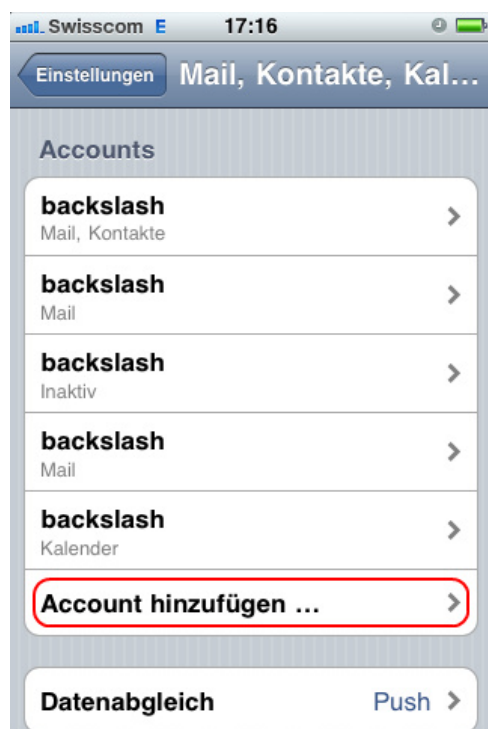 Swisscom E 17:16
Einstellungen Mail, Kontakte, Kal...
Accounts
backslash
Mail, Kontakte
backslash
Mail
backslash
Inaktiv
backslash
Mail
backslash
Kalender
Account hinzufügen ...
Datenabgleich Push